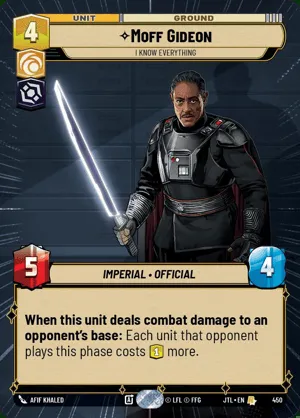 UNIT GROUND
4
Moff Gideon
I KNOW EVERYTHING
5
4
IMPERIAL • OFFICIAL
When this unit deals combat damage to an
opponent's base: Each unit that opponent
plays this phase costs 1 more.
AFIF KHALED © LFL © FFG JTL • EN 450